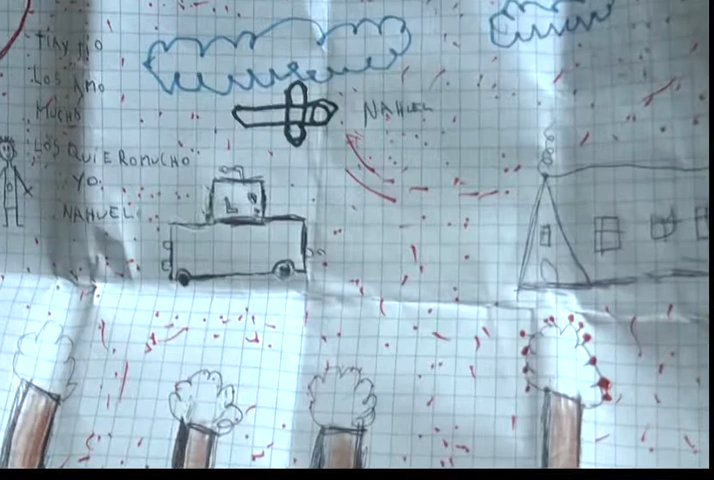 TIA Y TIO
LOS AMO
MUCHO
LOS QUIERO MUCHO
YO
NAHUEL
NAHUEL